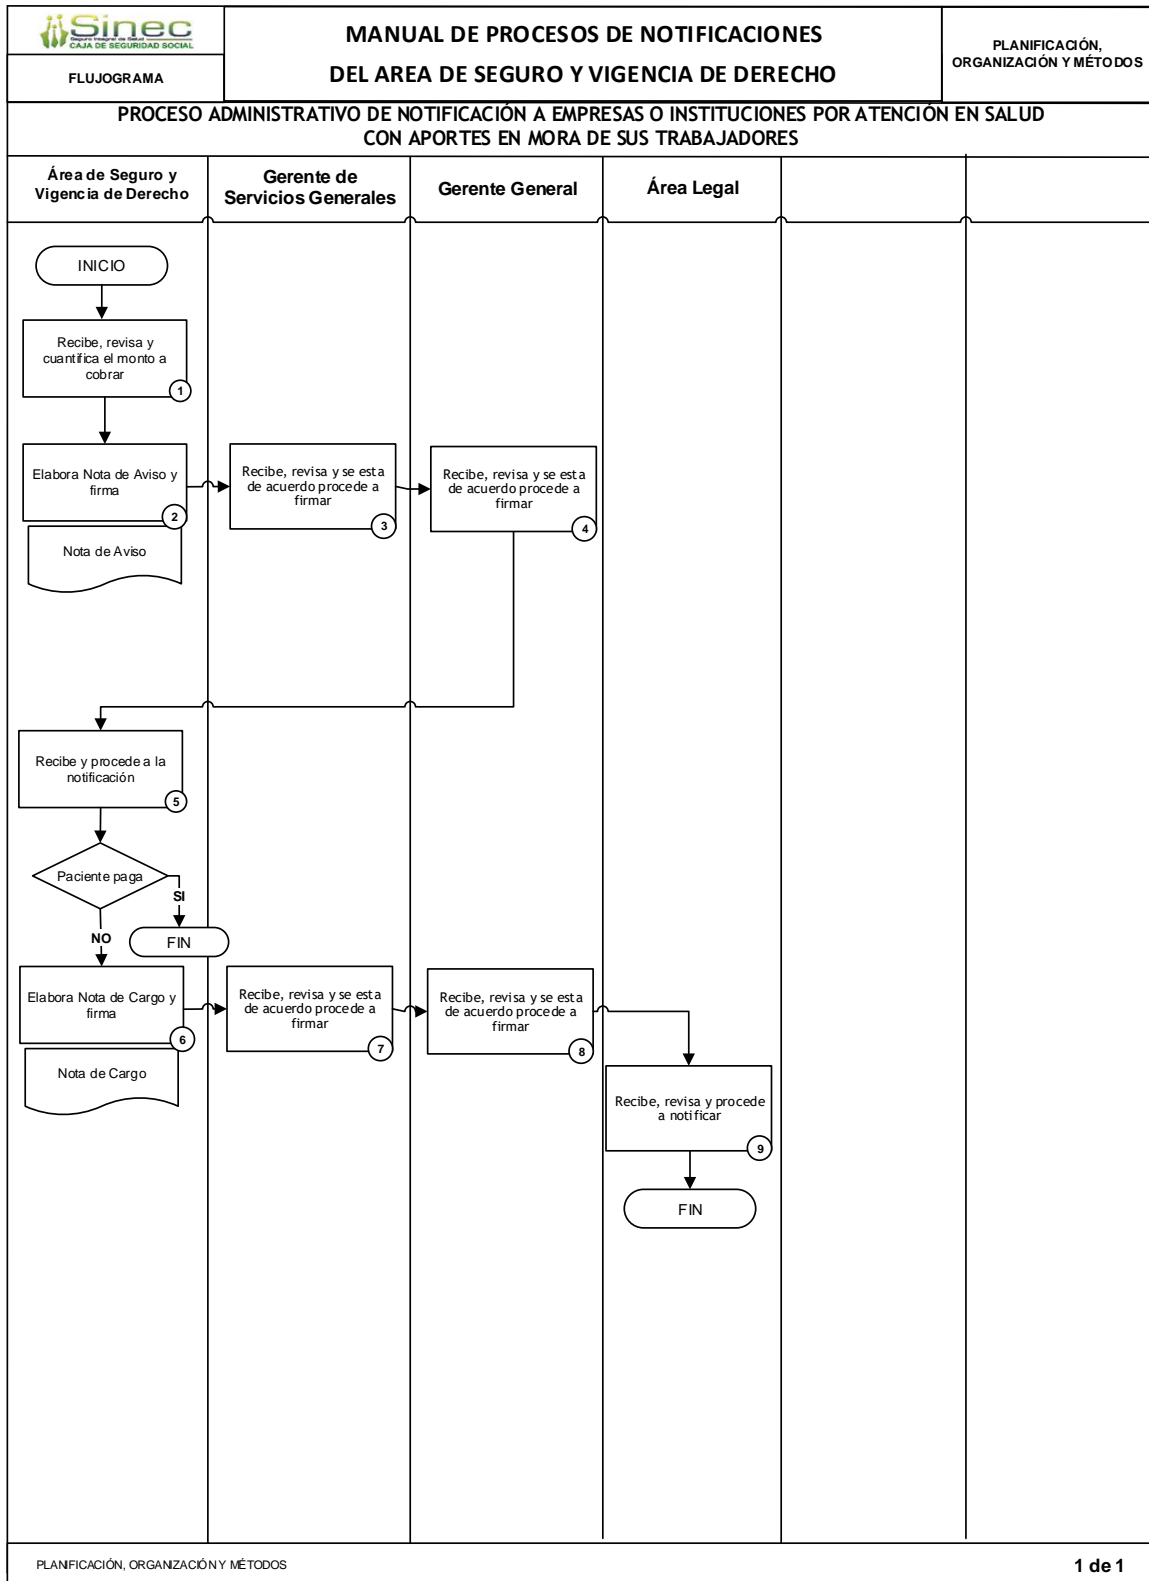 Sinec
Seguro Integral de Salud
CAJA DE SEGURIDAD SOCIAL
FLUJOGRAMA
MANUAL DE PROCESOS DE NOTIFICACIONES
DEL AREA DE SEGURO Y VIGENCIA DE DERECHO
PLANIFICACIÓN,
ORGANIZACIÓN Y MÉTODOS
PROCESO ADMINISTRATIVO DE NOTIFICACIÓN A EMPRESAS O INSTITUCIONES POR ATENCIÓN EN SALUD
CON APORTES EN MORA DE SUS TRABAJADORES
Área de Seguro y
Vigencia de Derecho
Gerente de
Servicios Generales
Gerente General
Área Legal
INICIO
Recibe, revisa y
cuantifica el monto a
cobrar
1
Elabora Nota de Aviso y
firma
2
Nota de Aviso
Recibe, revisa y se esta
de acuerdo procede a
firmar
3
Recibe, revisa y se esta
de acuerdo procede a
firmar
4
Recibe y procede a la
notificación
5
Paciente paga
SI
FIN
NO
Elabora Nota de Cargo y
firma
6
Nota de Cargo
Recibe, revisa y se esta
de acuerdo procede a
firmar
7
Recibe, revisa y se esta
de acuerdo procede a
firmar
8
Recibe, revisa y procede
a notificar
9
FIN
PLANIFICACIÓN, ORGANIZACIÓN Y MÉTODOS
1 de 1